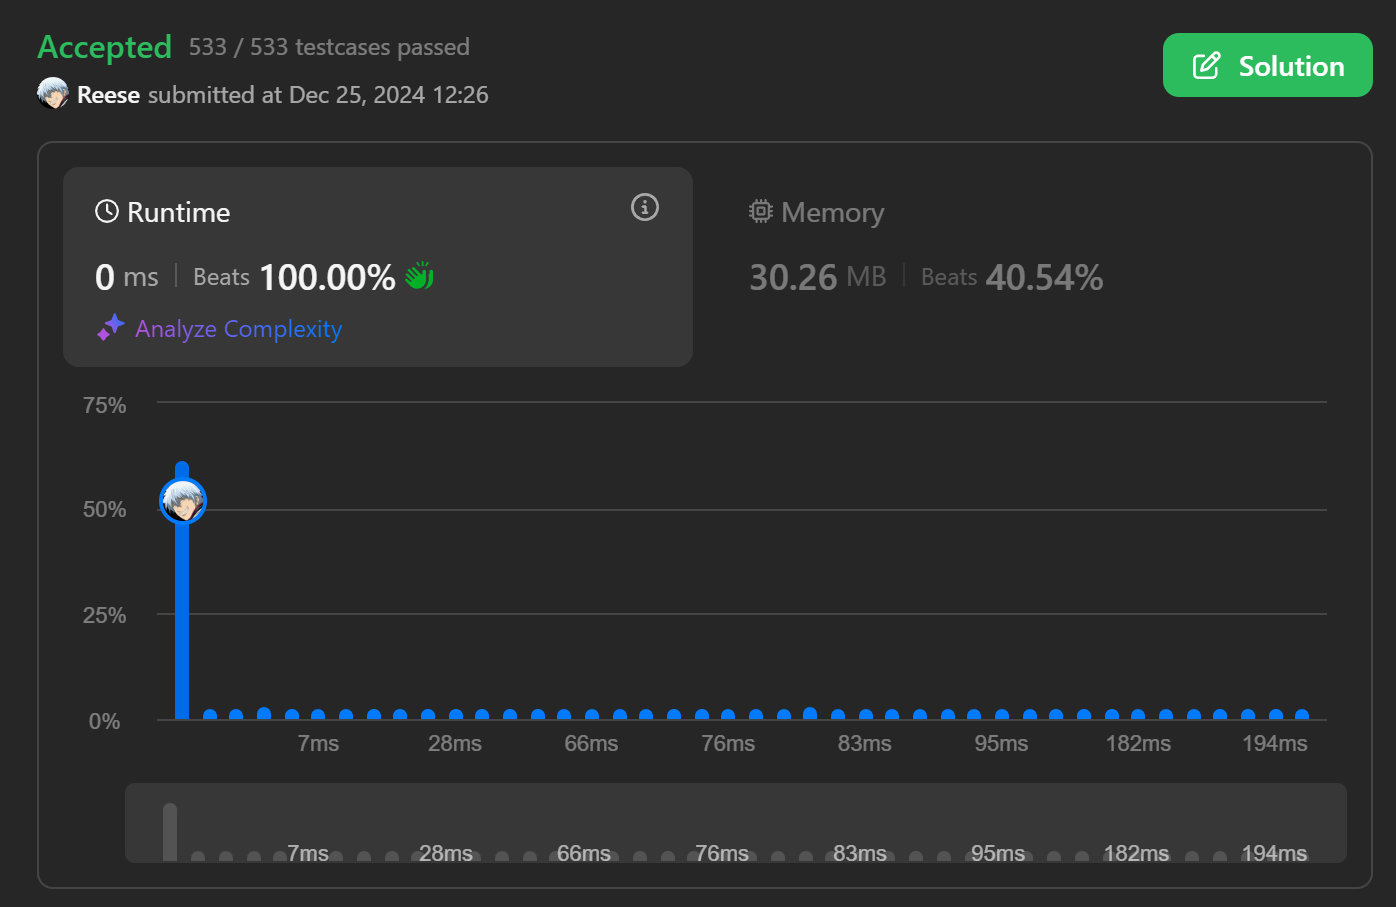 Accepted 533 / 533 testcases passed
Reese submitted at Dec 25, 2024 12:26
Solution
Runtime
0 ms Beats 100.00%
Analyze Complexity
Memory
30.26 MB Beats 40.54%
75%
50%
25%
0%
7ms 28ms 66ms 76ms 83ms 95ms 182ms 194ms
7ms 28ms 66ms 76ms 83ms 95ms 182ms 194ms